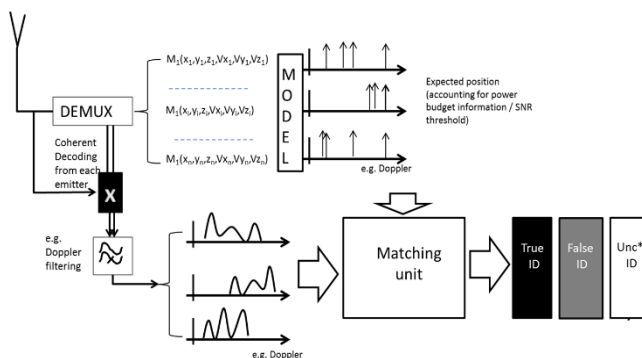 DEMUX
Coherent
Decoding
from each
emitter
X
e.g.
Doppler
filtering
M₁(x₁,y₁,z₁,Vx₁,Vy₁,Vz₁)
M₁(xᵢ,yᵢ,zᵢ,Vxᵢ,Vyᵢ,Vzᵢ)
M₁(xₙ,yₙ,zₙ,Vxₙ,Vyₙ,Vzₙ)
M
O
D
E
L
e.g. Doppler
Expected position
(accounting for power
budget information / SNR
threshold)
e.g. Doppler
Matching
unit
True
ID
False
ID
Unc*
ID